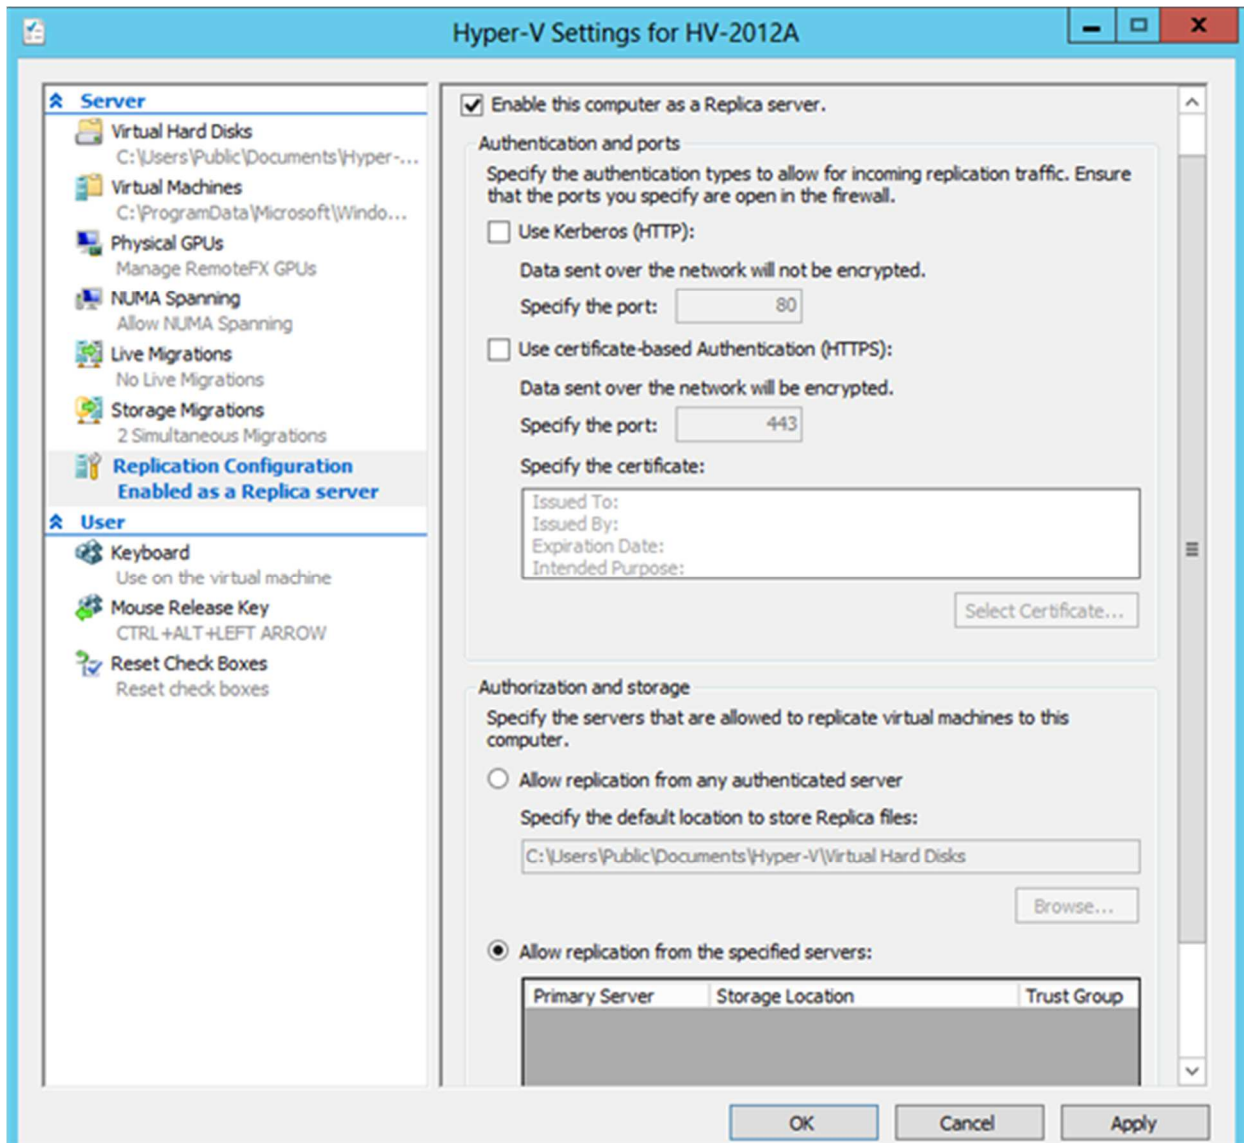 Hyper-V Settings for HV-2012A
Server
Virtual Hard Disks
C:\Users\Public\Documents\Hyper-...
Virtual Machines
C:\ProgramData\Microsoft\Windo...
Physical GPUs
Manage RemoteFX GPUs
NUMA Spanning
Allow NUMA Spanning
Live Migrations
No Live Migrations
Storage Migrations
2 Simultaneous Migrations
Replication Configuration
Enabled as a Replica server
User
Keyboard
Use on the virtual machine
Mouse Release Key
CTRL+ALT+LEFT ARROW
Reset Check Boxes
Reset check boxes
Enable this computer as a Replica server.
Authentication and ports
Specify the authentication types to allow for incoming replication traffic. Ensure
that the ports you specify are open in the firewall.
Use Kerberos (HTTP):
Data sent over the network will not be encrypted.
Specify the port: 80
Use certificate-based Authentication (HTTPS):
Data sent over the network will be encrypted.
Specify the port: 443
Specify the certificate:
Issued To:
Issued By:
Expiration Date:
Intended Purpose:
Select Certificate...
Authorization and storage
Specify the servers that are allowed to replicate virtual machines to this
computer.
Allow replication from any authenticated server
Specify the default location to store Replica files:
C:\Users\Public\Documents\Hyper-V\Virtual Hard Disks
Browse...
Allow replication from the specified servers:
Primary Server Storage Location Trust Group
OK Cancel Apply